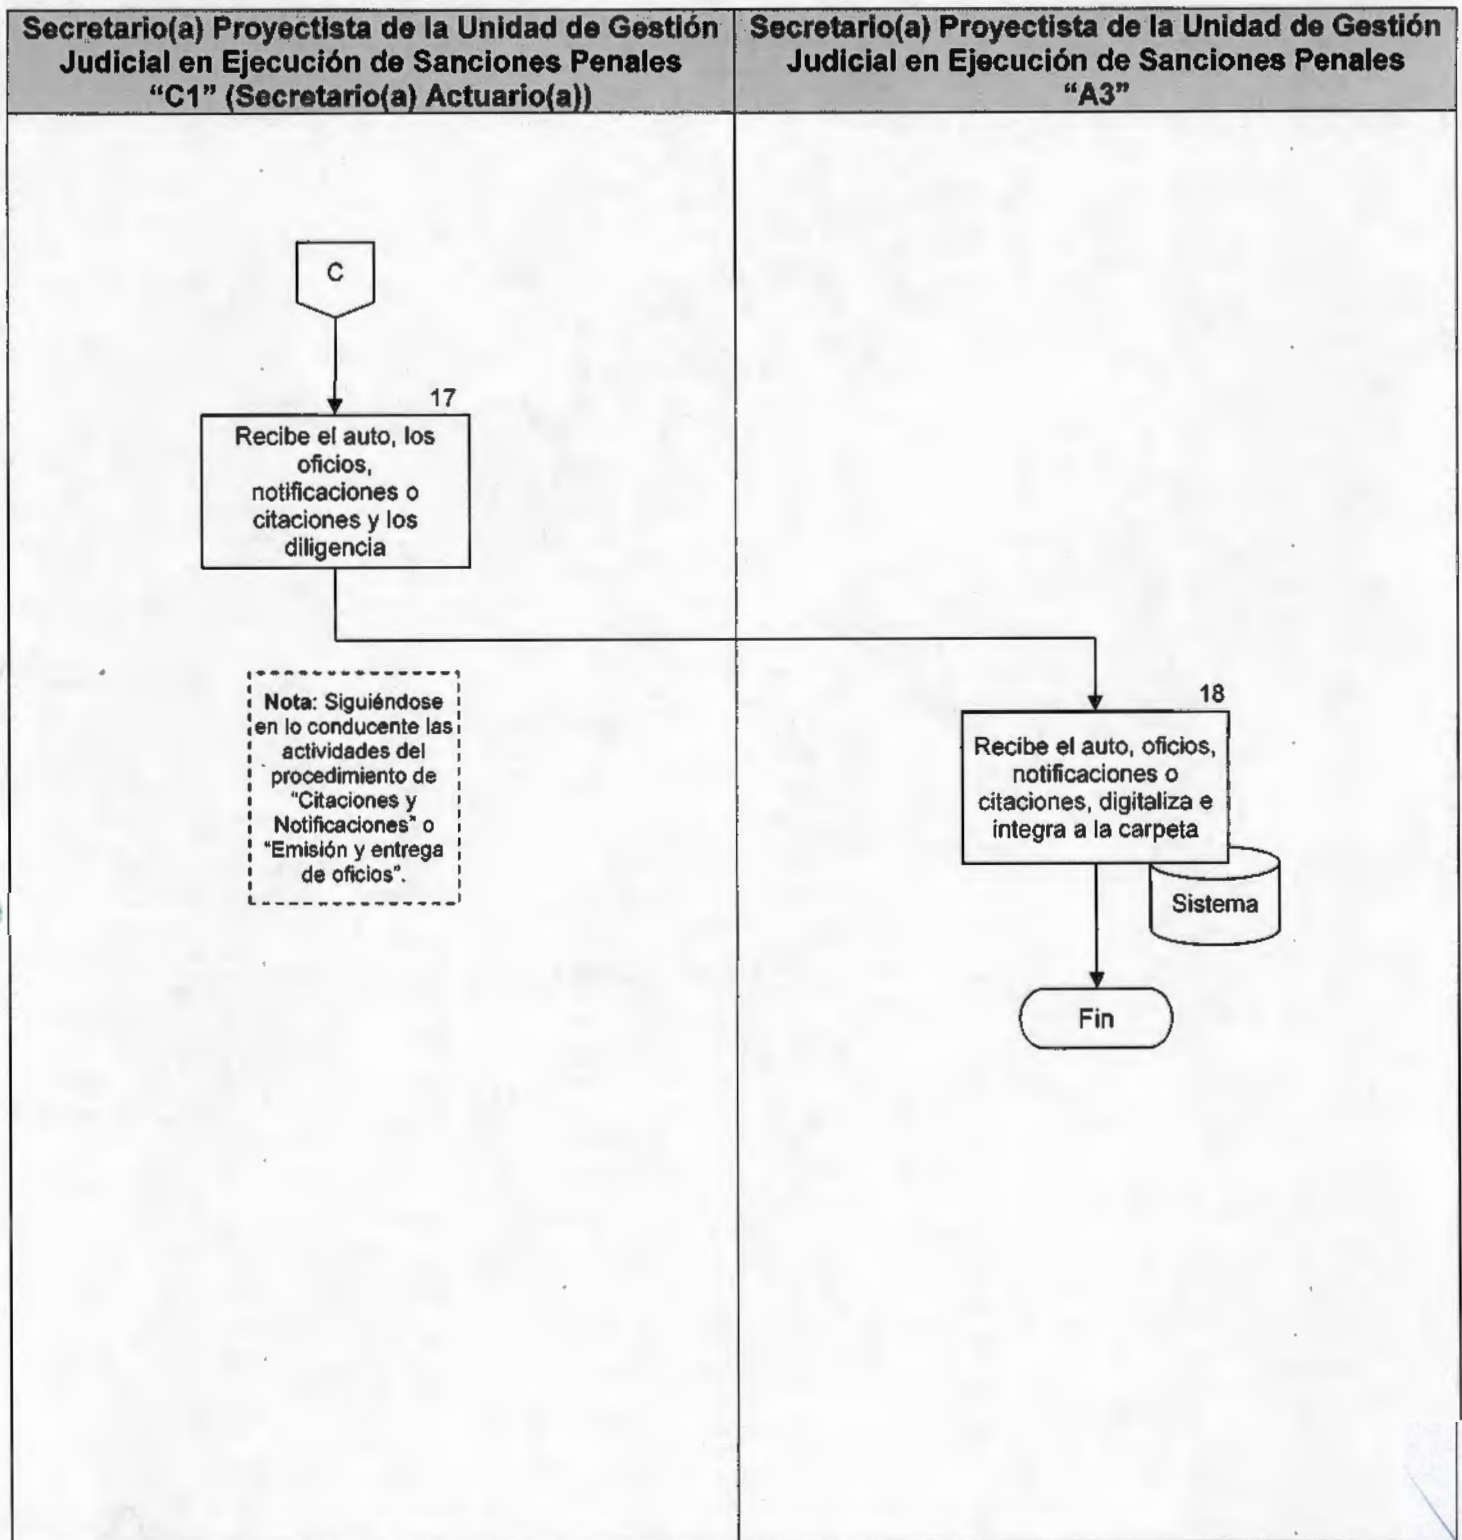 Secretario(a) Proyectista de la Unidad de Gestión
Judicial en Ejecución de Sanciones Penales
“C1” (Secretario(a) Actuario(a))
Secretario(a) Proyectista de la Unidad de Gestión
Judicial en Ejecución de Sanciones Penales
“A3”
C
17
Recibe el auto, los
oficios,
notificaciones o
citaciones y los
diligencia
Nota: Siguiéndose
en lo conducente las
actividades del
procedimiento de
“Citaciones y
Notificaciones” o
“Emisión y entrega
de oficios”.
18
Recibe el auto, oficios,
notificaciones o
citaciones, digitaliza e
integra a la carpeta
Sistema
Fin